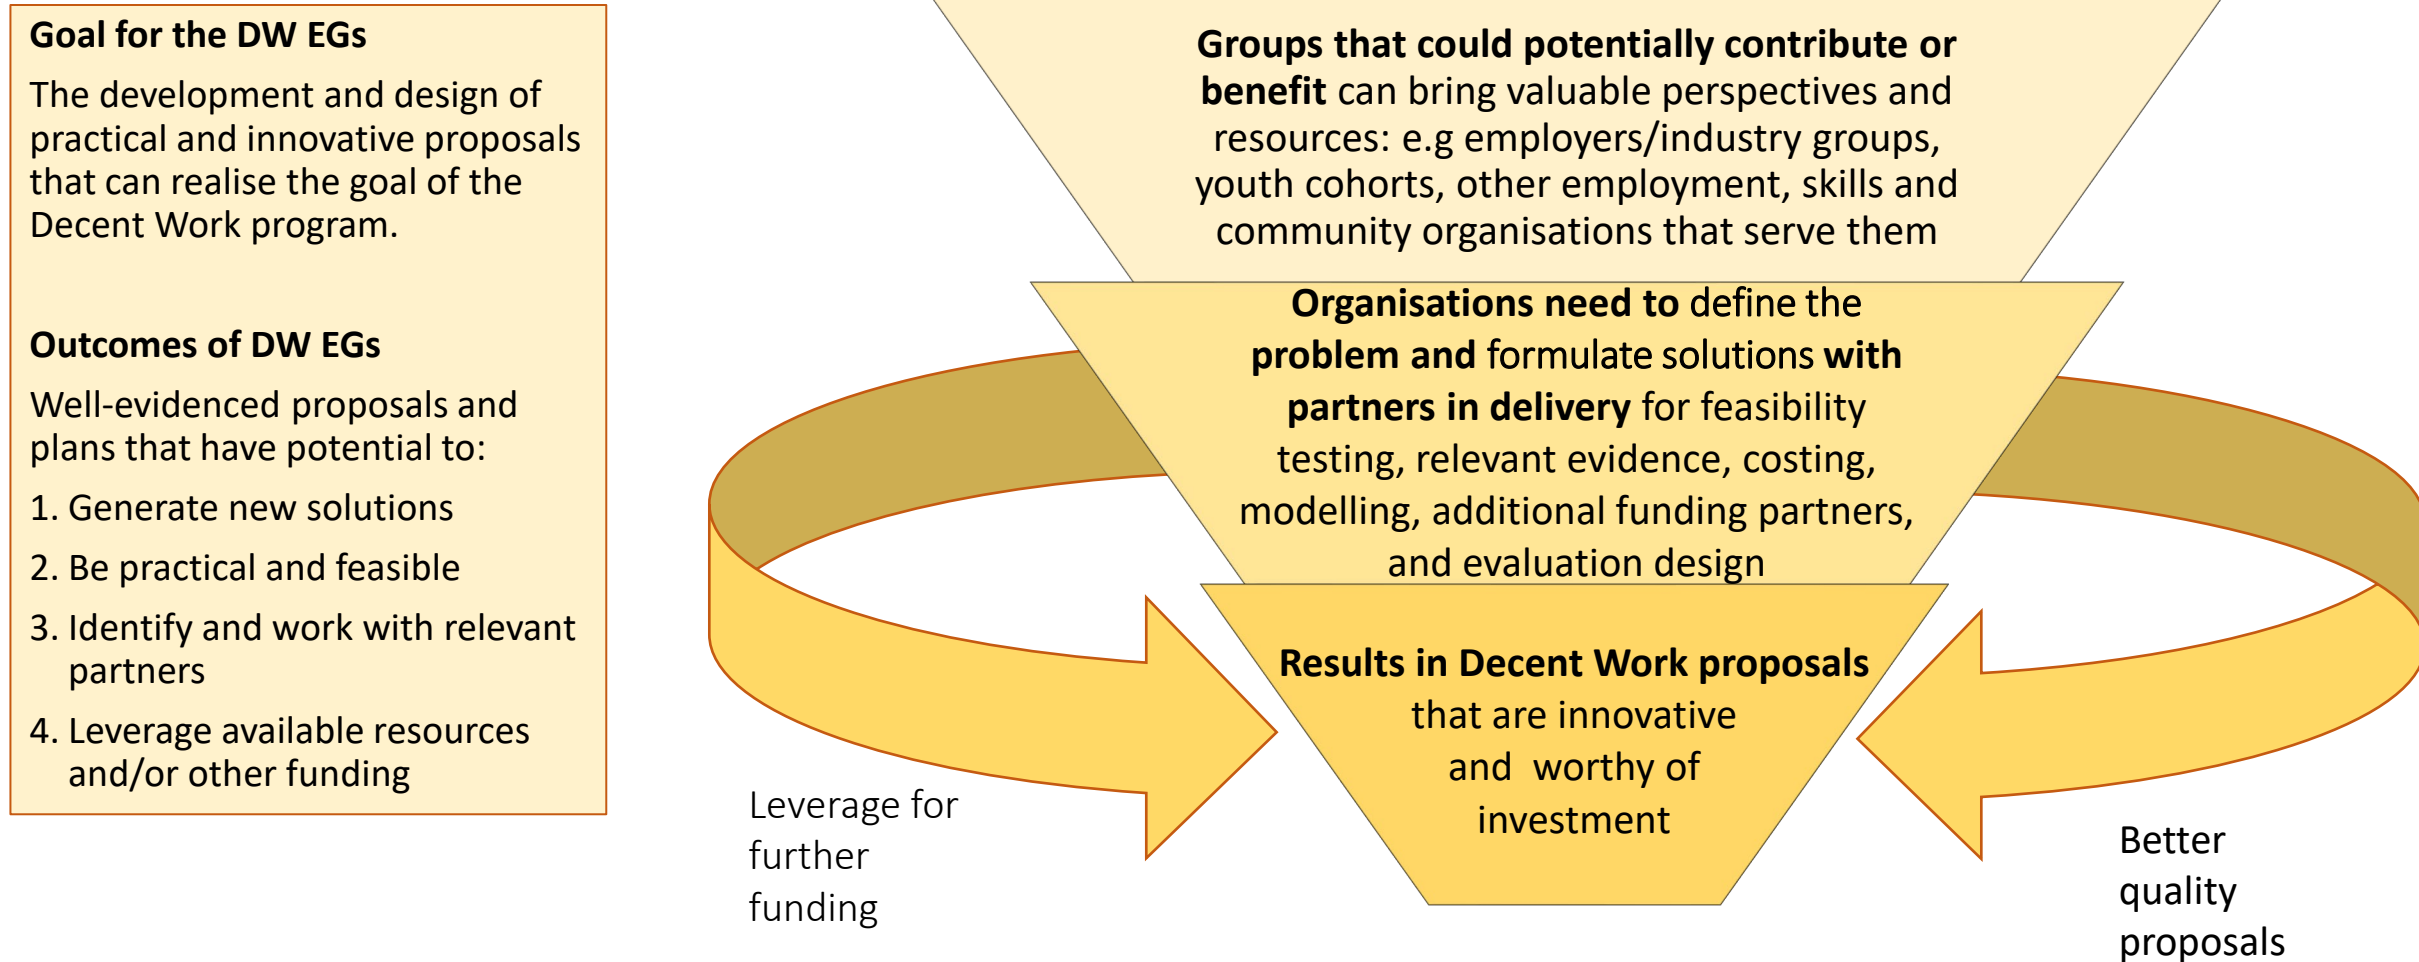 Goal for the DW EGs
The development and design of
practical and innovative proposals
that can realise the goal of the
Decent Work program.
Outcomes of DW EGs
Well-evidenced proposals and
plans that have potential to:
1. Generate new solutions
2. Be practical and feasible
3. Identify and work with relevant
partners
4. Leverage available resources
and/or other funding
Groups that could potentially contribute or
benefit can bring valuable perspectives and
resources: e.g employers/industry groups,
youth cohorts, other employment, skills and
community organisations that serve them
Organisations need to define the
problem and formulate solutions with
partners in delivery for feasibility
testing, relevant evidence, costing,
modelling, additional funding partners,
and evaluation design
Results in Decent Work proposals
that are innovative
and worthy of
investment
Leverage for
further
funding
Better
quality
proposals